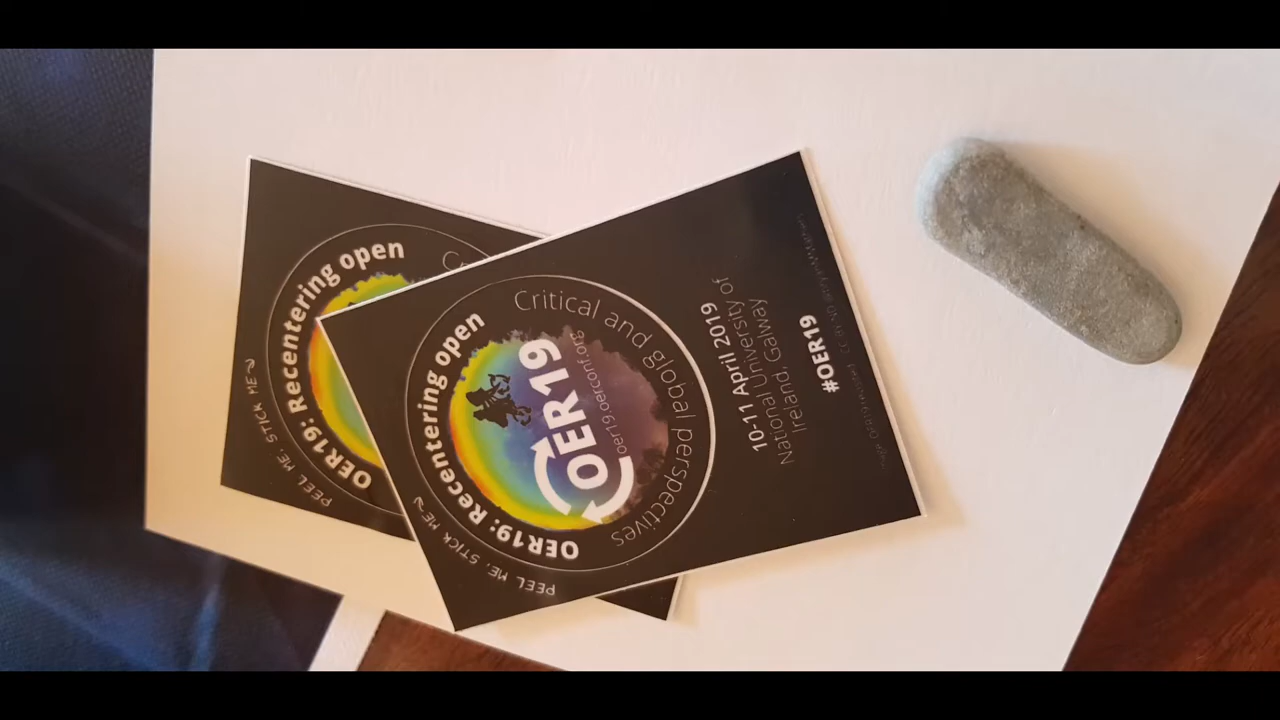 OER19: Recentering open
Critical and global perspectives
OER19
oer19.oerconf.org
PEEL ME, STICK ME
10-11 April 2019
National University of
Ireland, Galway
#OER19
OER19: Recentering open
Cr
PEEL ME, STICK ME